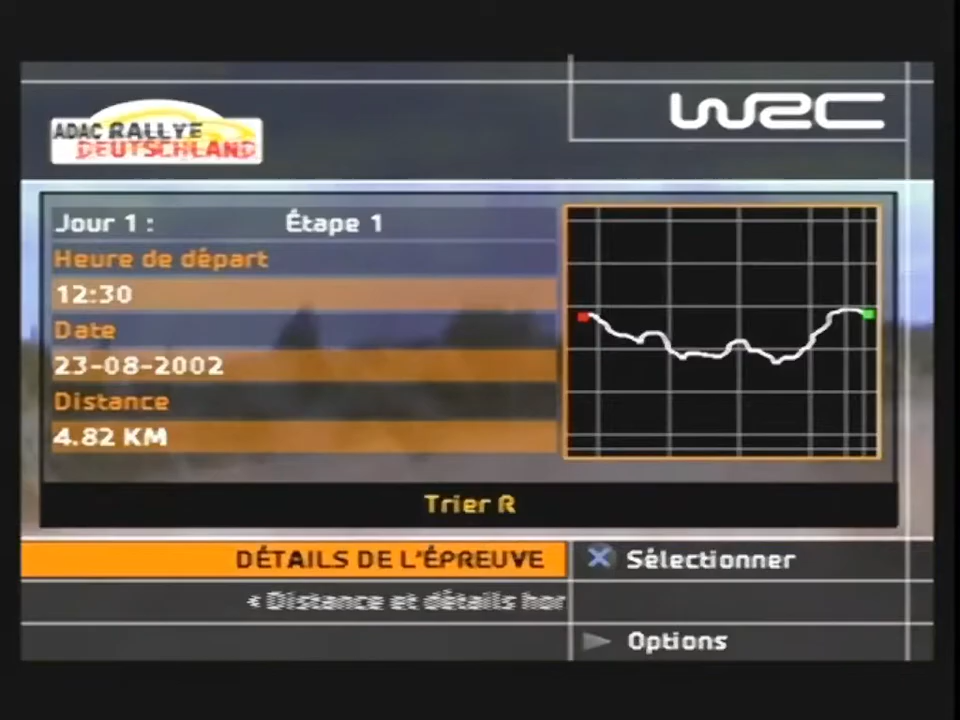 WRC
ADAC RALLYE
DEUTSCHLAND
Jour 1 : Étape 1
Heure de départ
12:30
Date
23-08-2002
Distance
4.82 KM
Trier R
DÉTAILS DE L'ÉPREUVE
Sélectionner
< Distance et détails hor
Options